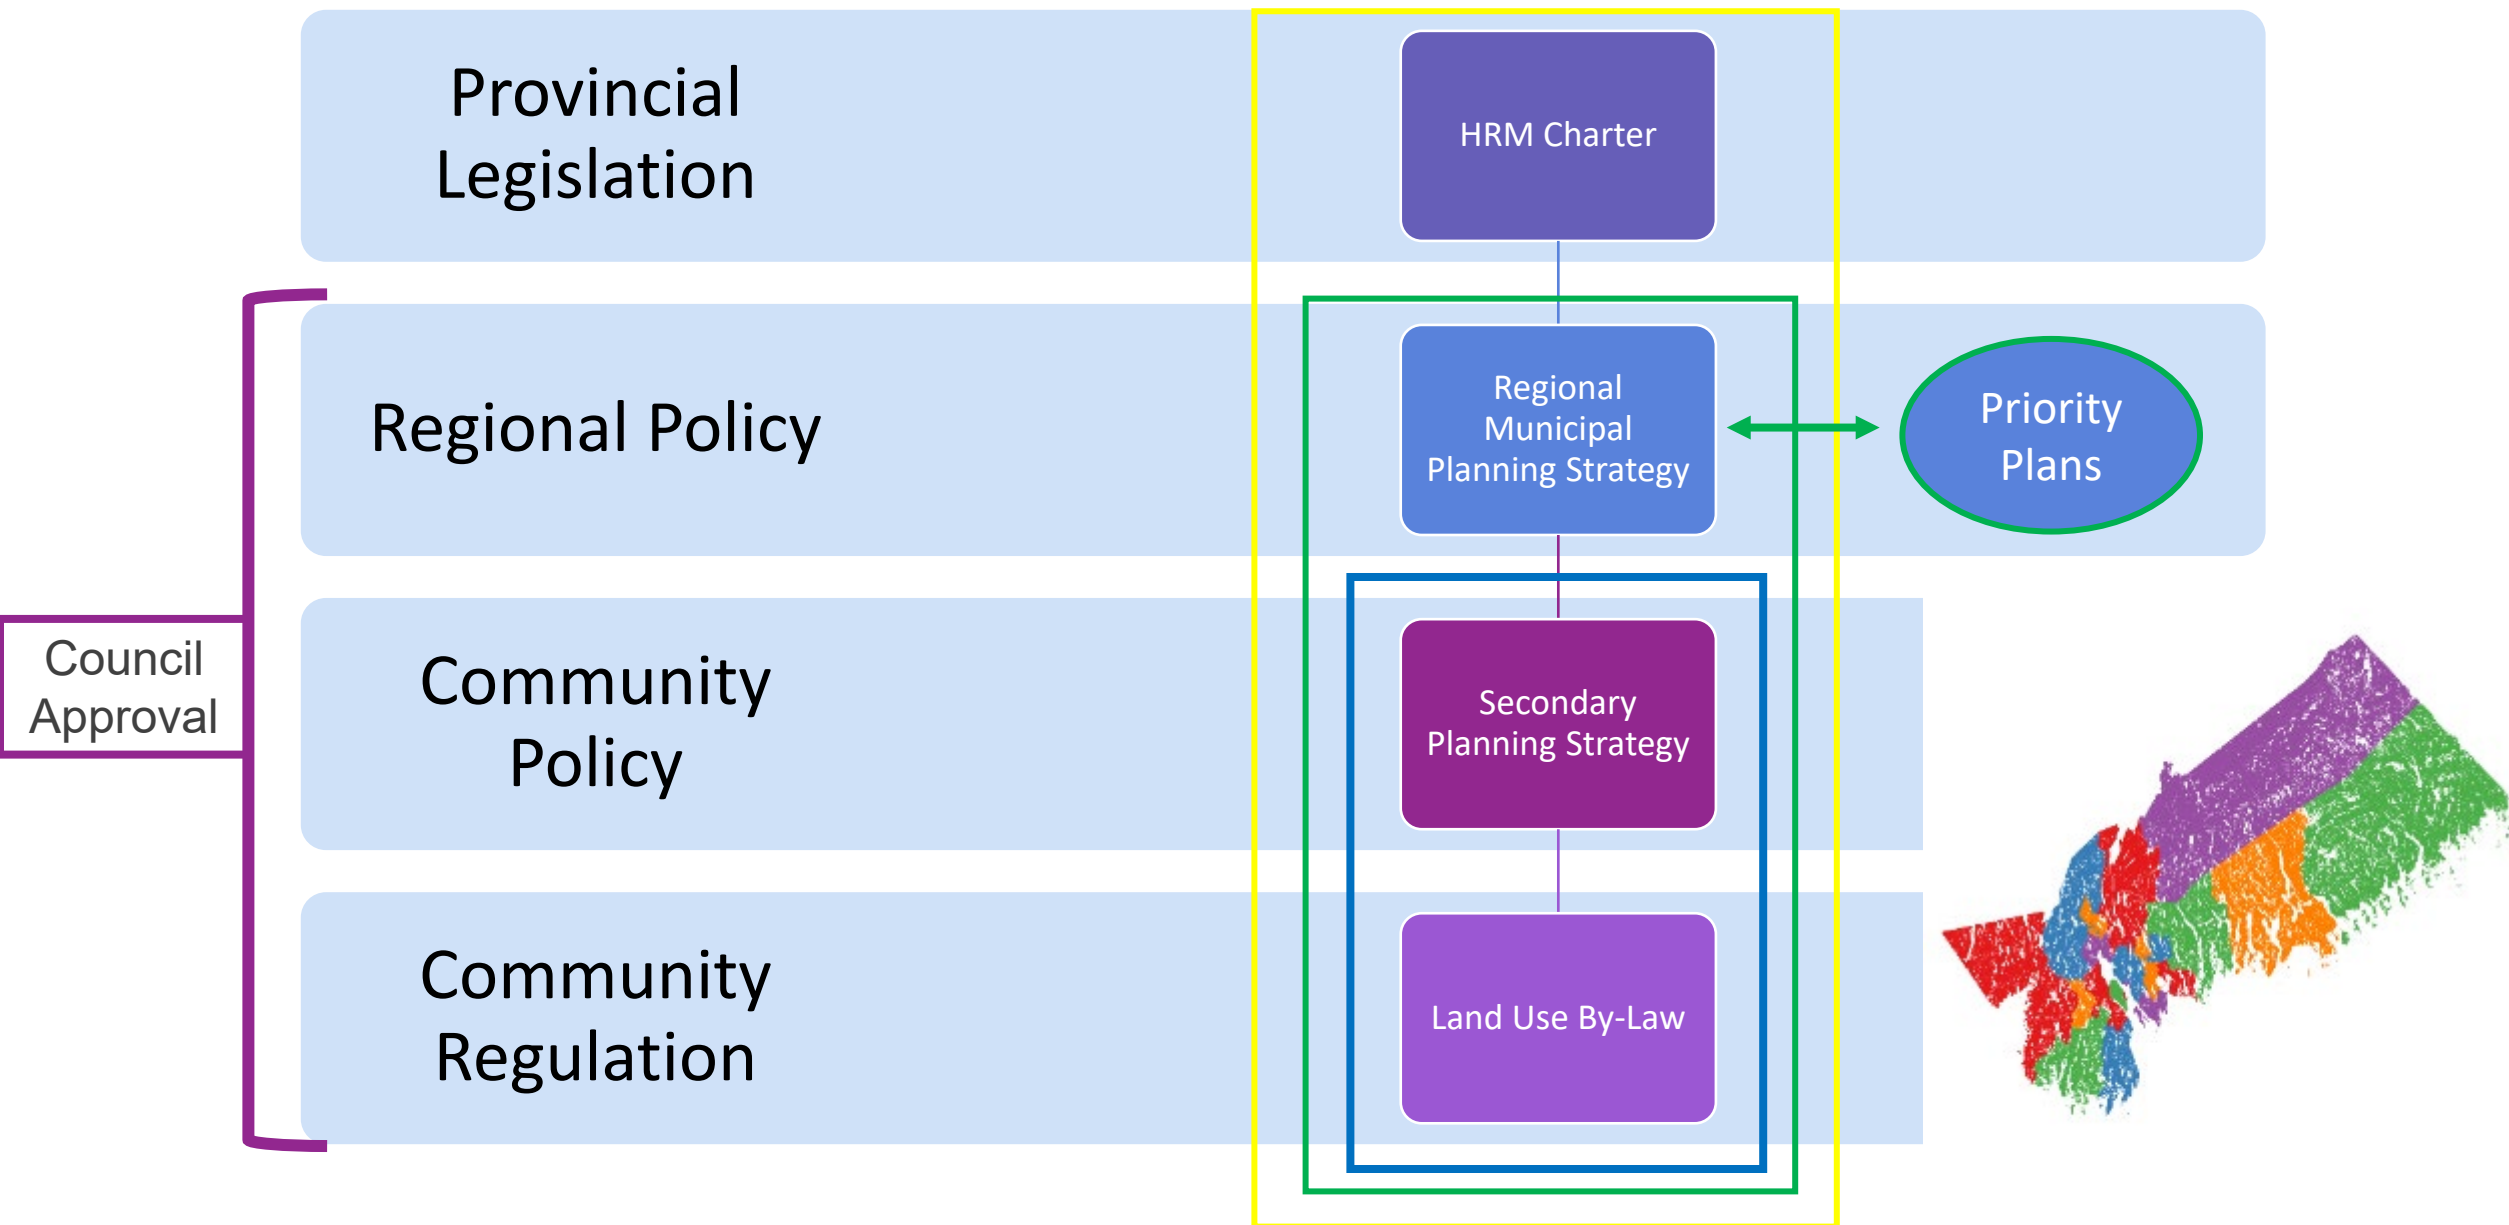 Provincial
Legislation
HRM Charter
Regional Policy
Regional
Municipal
Planning Strategy
Priority
Plans
Council
Approval
Community
Policy
Secondary
Planning Strategy
Community
Regulation
Land Use By-Law